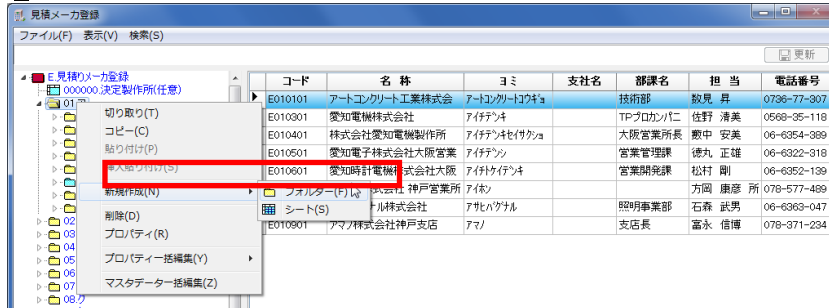 見積メーカ登録
ファイル(F) 表示(V) 検索(S)
更新
E.見積りメーカ登録
000000.決定製作所(任意)
01.ア
切り取り(T)
コピー(C)
貼り付け(P)
挿入貼り付け(S)
新規作成(N)
フォルダー(F)
シート(S)
削除(D)
プロパティ(R)
プロパティー括編集(Y)
マスタデーター括編集(Z)
02
03
04
05
06
07
08.ク
コード 名 称 ヨミ 支社名 部課名 担 当 電話番号
E010101 アートコンクリート工業株式会 アートコンクリートコウギョ 技術部 数見 昇 0736-77-307
E010301 愛知電機株式会社 アイチデンキ TPプロカンパニ 佐野 清美 0568-35-118
E010401 株式会社愛知電機製作所 アイチデンキセイサクショ 大阪営業所長 藪中 安美 06-6354-389
E010501 愛知電子株式会社大阪営業 アイチデンシ 営業管理課 徳丸 正雄 06-6322-318
E010601 愛知時計電機株式会社大阪 アイチトケイデンキ 営業開発課 松村 剛 06-6352-139
式会社 神戸営業所 アイホン 方岡 康彦 所 078-577-489
ナル株式会社 アサヒパグナル 照明事業部 石森 武男 06-6363-047
E010901 アマノ株式会社神戸支店 アマノ 支店長 富永 信博 078-371-234